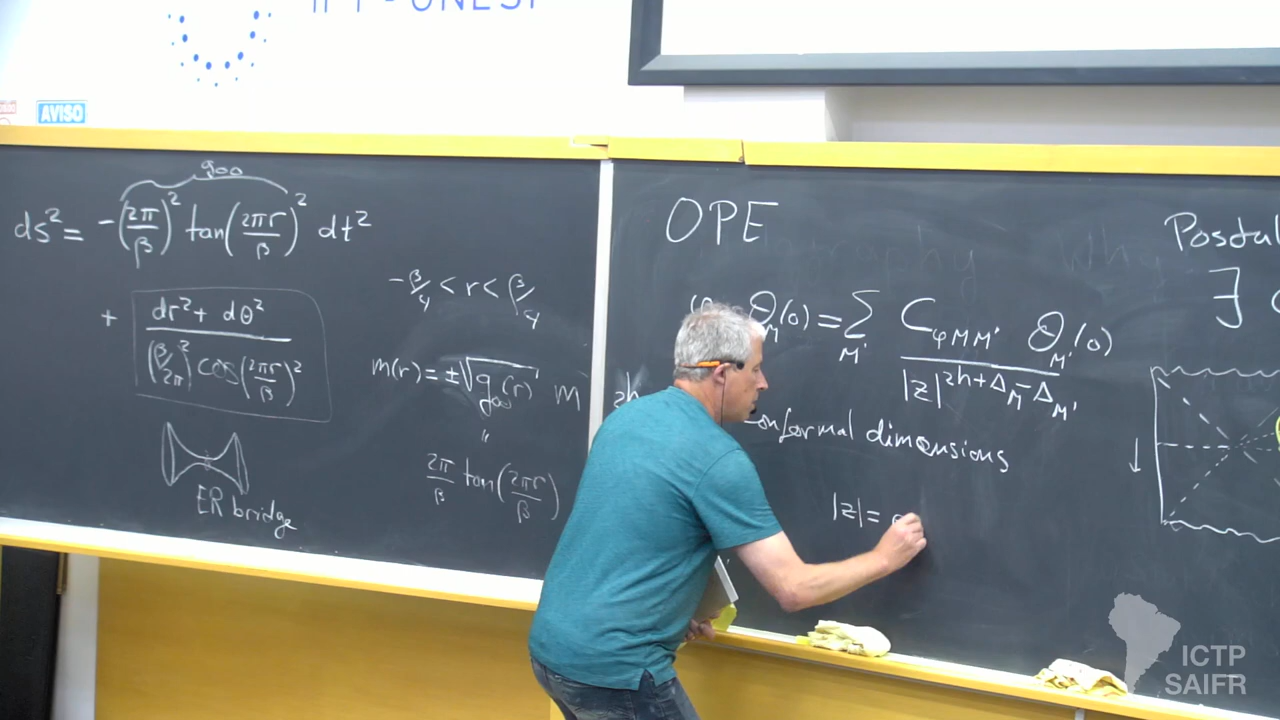 IFT - UNESP
AVISO
g₀₀
ds² = -(2π/β)² tan(2πr/β)² dt²
+ (dr² + dθ²)/((β/2π)² cos(2πr/β)²)
-β/4 < r < β/4
m(r) = ±√g₀₀(r) m
"
2π/β tan(2πr/β)
ER bridge
OPE
Θ_M(0) = Σ_M' C_φMM' Θ_M'(0) / |z|^(2h+Δ_M-Δ_M')
2h
onformal dimensions
|z| =
Postul
∃
ICTP
SAIFR